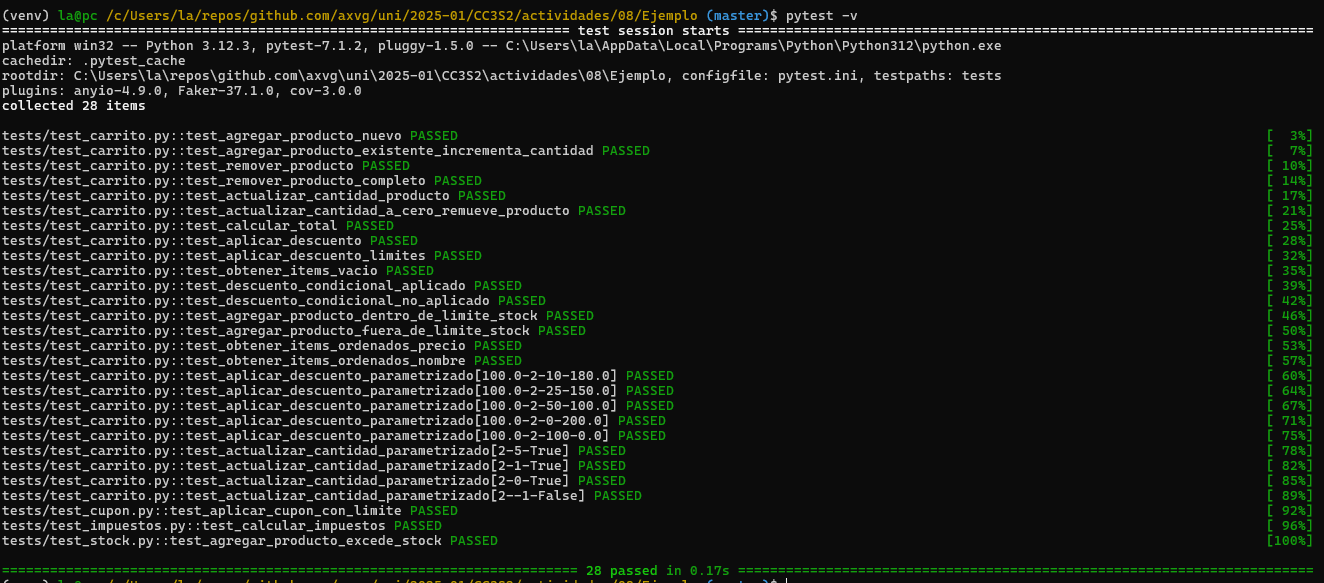 (venv) la@pc /c/Users/la/repos/github.com/axvg/uni/2025-01/CC3S2/actividades/08/Ejemplo (master)$ pytest -v
======================================================================= test session starts ========================================================================
platform win32 -- Python 3.12.3, pytest-7.1.2, pluggy-1.5.0 -- C:\Users\la\AppData\Local\Programs\Python\Python312\python.exe
cachedir: .pytest_cache
rootdir: C:\Users\la\repos\github.com\axvg\uni\2025-01\CC3S2\actividades\08\Ejemplo, configfile: pytest.ini, testpaths: tests
plugins: anyio-4.9.0, Faker-37.1.0, cov-3.0.0
collected 28 items
tests/test_carrito.py::test_agregar_producto_nuevo PASSED [  3%]
tests/test_carrito.py::test_agregar_producto_existente_incrementa_cantidad PASSED [  7%]
tests/test_carrito.py::test_remover_producto PASSED [ 10%]
tests/test_carrito.py::test_remover_producto_completo PASSED [ 14%]
tests/test_carrito.py::test_actualizar_cantidad_producto PASSED [ 17%]
tests/test_carrito.py::test_actualizar_cantidad_a_cero_remueve_producto PASSED [ 21%]
tests/test_carrito.py::test_calcular_total PASSED [ 25%]
tests/test_carrito.py::test_aplicar_descuento PASSED [ 28%]
tests/test_carrito.py::test_aplicar_descuento_limites PASSED [ 32%]
tests/test_carrito.py::test_obtener_items_vacio PASSED [ 35%]
tests/test_carrito.py::test_descuento_condicional_aplicado PASSED [ 39%]
tests/test_carrito.py::test_descuento_condicional_no_aplicado PASSED [ 42%]
tests/test_carrito.py::test_agregar_producto_dentro_de_limite_stock PASSED [ 46%]
tests/test_carrito.py::test_agregar_producto_fuera_de_limite_stock PASSED [ 50%]
tests/test_carrito.py::test_obtener_items_ordenados_precio PASSED [ 53%]
tests/test_carrito.py::test_obtener_items_ordenados_nombre PASSED [ 57%]
tests/test_carrito.py::test_aplicar_descuento_parametrizado[100.0-2-10-180.0] PASSED [ 60%]
tests/test_carrito.py::test_aplicar_descuento_parametrizado[100.0-2-25-150.0] PASSED [ 64%]
tests/test_carrito.py::test_aplicar_descuento_parametrizado[100.0-2-50-100.0] PASSED [ 67%]
tests/test_carrito.py::test_aplicar_descuento_parametrizado[100.0-2-0-200.0] PASSED [ 71%]
tests/test_carrito.py::test_aplicar_descuento_parametrizado[100.0-2-100-0.0] PASSED [ 75%]
tests/test_carrito.py::test_actualizar_cantidad_parametrizado[2-5-True] PASSED [ 78%]
tests/test_carrito.py::test_actualizar_cantidad_parametrizado[2-1-True] PASSED [ 82%]
tests/test_carrito.py::test_actualizar_cantidad_parametrizado[2-0-True] PASSED [ 85%]
tests/test_carrito.py::test_actualizar_cantidad_parametrizado[2--1-False] PASSED [ 89%]
tests/test_cupon.py::test_aplicar_cupon_con_limite PASSED [ 92%]
tests/test_impuestos.py::test_calcular_impuestos PASSED [ 96%]
tests/test_stock.py::test_agregar_producto_excede_stock PASSED [100%]
======================================================================== 28 passed in 0.17s ========================================================================